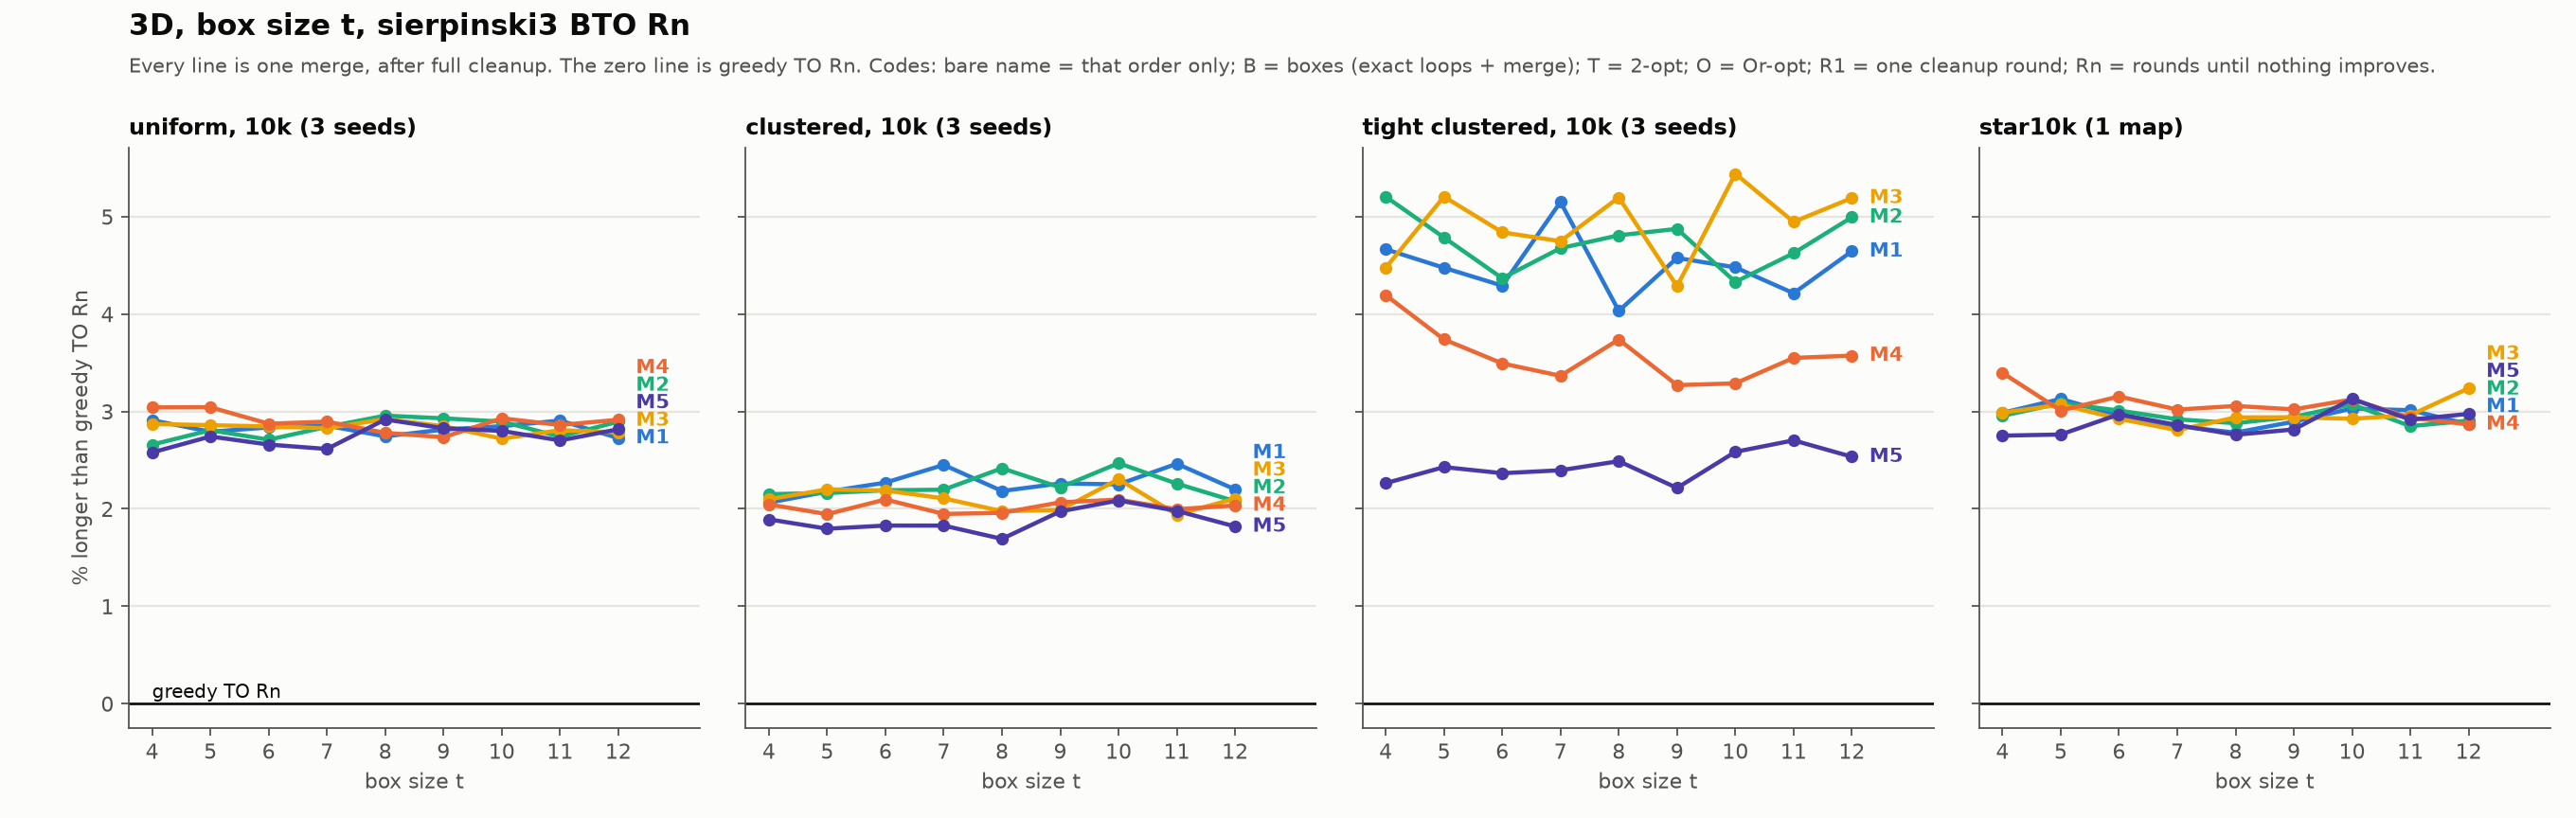 3D, box size t, sierpinski3 BTO Rn
Every line is one merge, after full cleanup. The zero line is greedy TO Rn. Codes: bare name = that order only; B = boxes (exact loops + merge); T = 2-opt; O = Or-opt; R1 = one cleanup round; Rn = rounds until nothing improves.
uniform, 10k (3 seeds)
% longer than greedy TO Rn
5
4
3
2
1
0
M4
M2
M5
M3
M1
greedy TO Rn
4 5 6 7 8 9 10 11 12
box size t
clustered, 10k (3 seeds)
M1
M3
M2
M4
M5
4 5 6 7 8 9 10 11 12
box size t
tight clustered, 10k (3 seeds)
M3
M2
M1
M4
M5
4 5 6 7 8 9 10 11 12
box size t
star10k (1 map)
M3
M5
M2
M1
M4
4 5 6 7 8 9 10 11 12
box size t